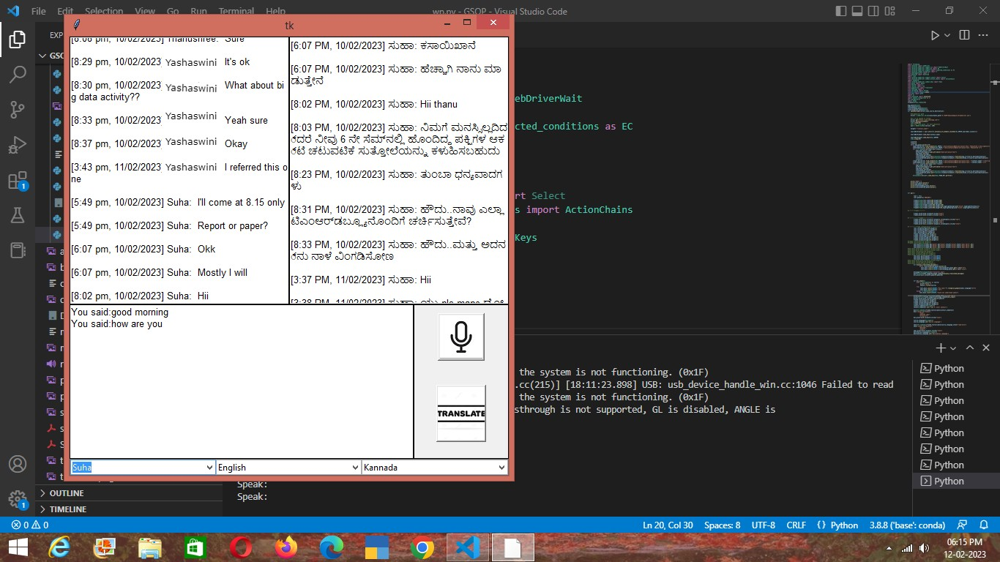 File Edit Selection View Go Run Terminal Help
wp.py - GSOP - Visual Studio Code
tk
[8:06 pm, 10/02/2023] Thanushree: Sure
[8:29 pm, 10/02/2023] Yashaswini It's ok
[8:30 pm, 10/02/2023] Yashaswini What about bi
g data activity??
[8:33 pm, 10/02/2023] Yashaswini Yeah sure
[8:37 pm, 10/02/2023] Yashaswini Okay
[3:43 pm, 11/02/2023] Yashaswini I referred this o
ne
[5:49 pm, 10/02/2023] Suha: I'll come at 8.15 only
[5:49 pm, 10/02/2023] Suha: Report or paper?
[6:07 pm, 10/02/2023] Suha: Okk
[6:07 pm, 10/02/2023] Suha: Mostly I will
[8:02 pm, 10/02/2023] Suha: Hii
[6:07 PM, 10/02/2023] ಸುಹಾ: ಕಸಾಯಿಖಾನೆ
[6:07 PM, 10/02/2023] ಸುಹಾ: ಹೆಚ್ಚಾಗಿ ನಾನು ಮಾ
ಡುತ್ತೇನೆ
[8:02 PM, 10/02/2023] ಸುಹಾ: Hii thanu
[8:03 PM, 10/02/2023] ಸುಹಾ: ನಿಮಗೆ ಮನಸ್ಸಿಲ್ಲದಿದ
್ದರೆ ನೀವು 6 ನೇ ಸೆಮ್‌ನಲ್ಲಿ ಹೊಂದಿದ್ದ ಪಕ್ಷಿಗಳ ಆಕ
ಚಟುವಟಿಕೆ ಸುತ್ತೋಲೆಯನ್ನು ಕಳುಹಿಸಬಹುದು
[8:23 PM, 10/02/2023] ಸುಹಾ: ತುಂಬಾ ಧನ್ಯವಾದಗ
ಳು
[8:31 PM, 10/02/2023] ಸುಹಾ: ಹೌದು..ನಾವು ಎಲ್ಲಾ
ಟಿಎಂಆರ್‌ಡಬ್ಲ್ಯೂನೊಂದಿಗೆ ಚರ್ಚಿಸುತ್ತೇವೆ?
[8:33 PM, 10/02/2023] ಸುಹಾ: ಹೌದು..ಮತ್ತು ಅದನ
್ನು ನಾಳೆ ವಿಂಗಡಿಸೋಣ
[3:37 PM, 11/02/2023] ಸುಹಾ: Hii
You said:good morning
You said:how are you
TRANSLATE
Suha English Kannada
ebDriverWait
cted_conditions as EC
rt Select
s import ActionChains
Keys
the system is not functioning. (0x1F)
.cc(215)] [18:11:23.898] USB: usb_device_handle_win.cc:1046 Failed to read
the system is not functioning. (0x1F)
sthrough is not supported, GL is disabled, ANGLE is
Speak:
Speak:
Python
Python
Python
Python
Python
Python
Python
Python
EXP
GSO
OUTLINE
TIMELINE
1
1
0 0
Ln 20, Col 30 Spaces: 8 UTF-8 CRLF Python 3.8.8 ('base': conda)
06:15 PM
12-02-2023